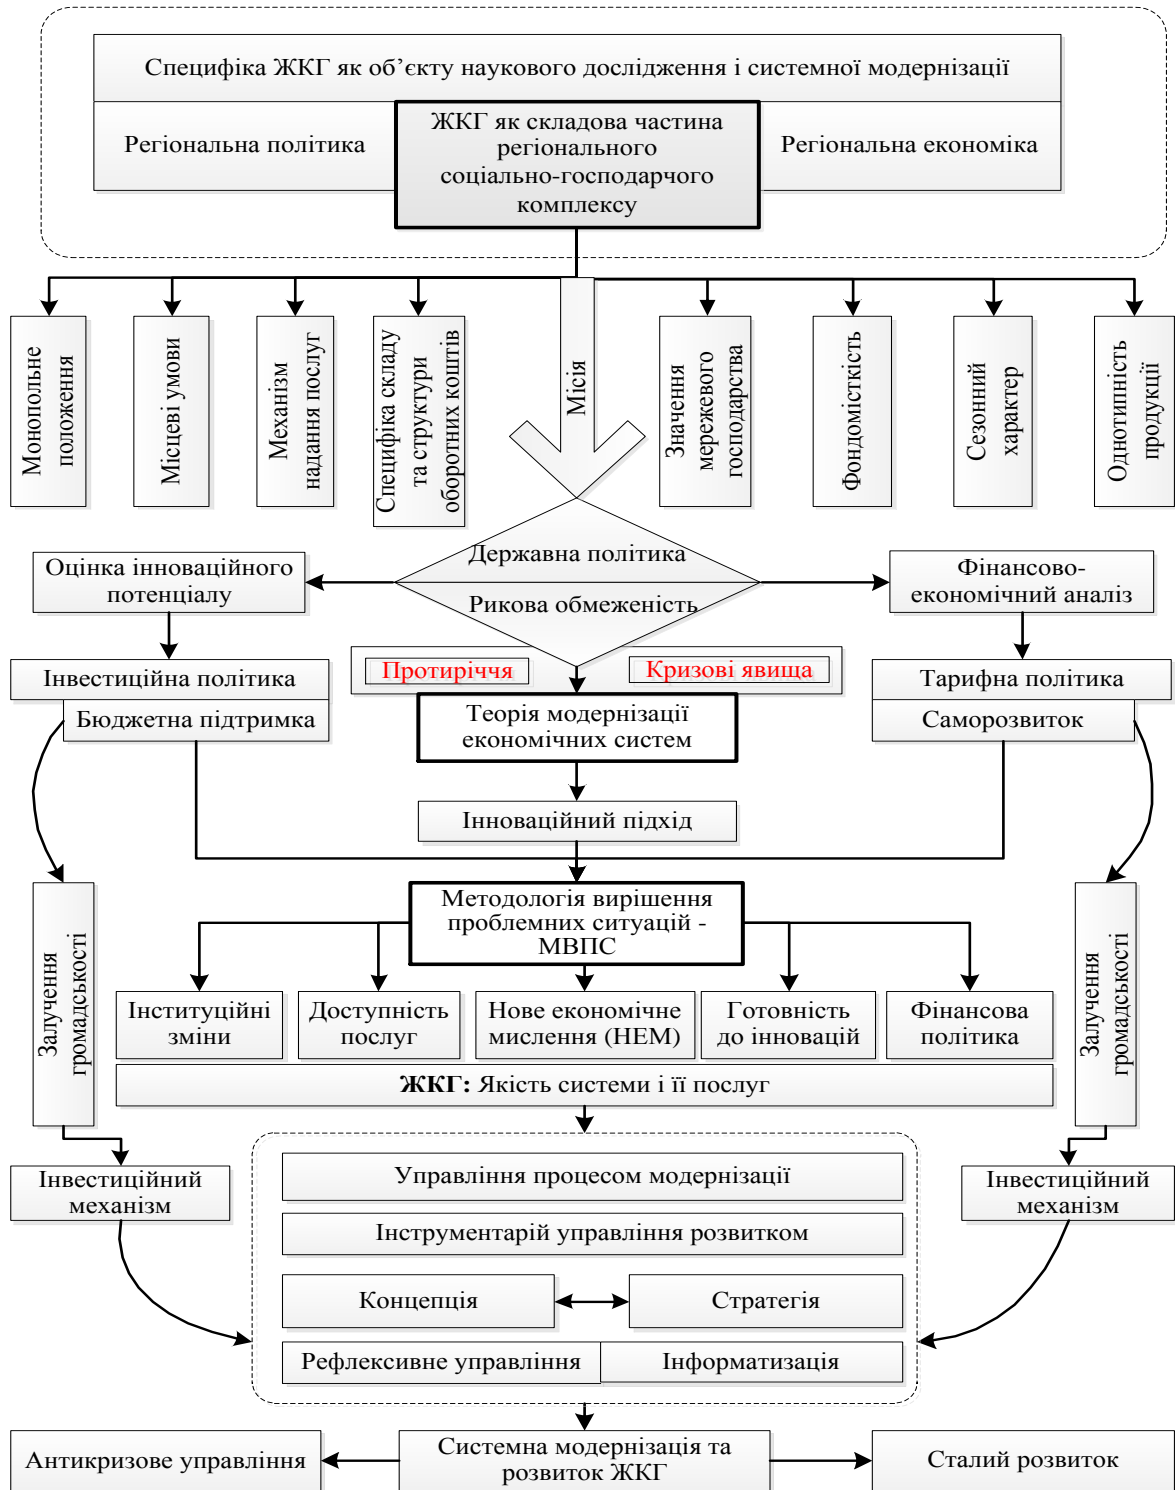 Специфіка ЖКГ як об’єкту наукового дослідження і системної модернізації
Регіональна політика
ЖКГ як складова частина
регіонального
соціально-господарчого
комплексу
Регіональна економіка
Монопольне
положення
Місцеві умови
Механізм
надання послуг
Специфіка складу
та структури
оборотних коштів
Місія
Значення
мережевого
господарства
Фондомісткість
Сезонний
характер
Однотипність
продукції
Державна політика
Рикова обмеженість
Оцінка інноваційного
потенціалу
Фінансово-
економічний аналіз
Протиріччя
Кризові явища
Інвестиційна політика
Бюджетна підтримка
Теорія модернізації
економічних систем
Тарифна політика
Саморозвиток
Інноваційний підхід
Методологія вирішення
проблемних ситуацій -
МВПС
Залучення
громадськості
Залучення
громадськості
Інституційні
зміни
Доступність
послуг
Нове економічне
мислення (НЕМ)
Готовність
до інновацій
Фінансова
політика
ЖКГ: Якість системи і її послуг
Інвестиційний
механізм
Управління процесом модернізації
Інвестиційний
механізм
Інструментарій управління розвитком
Концепція
Стратегія
Рефлексивне управління
Інформатизація
Антикризове управління
Системна модернізація та
розвиток ЖКГ
Сталий розвиток